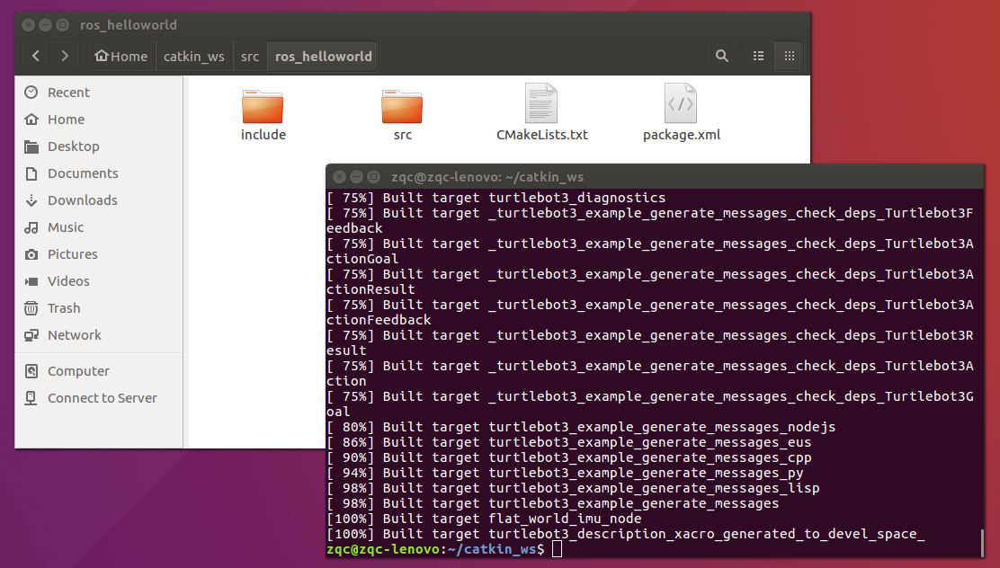 ros_helloworld
Home catkin_ws src ros_helloworld
Recent
Home
Desktop
Documents
Downloads
Music
Pictures
Videos
Trash
Network
Computer
Connect to Server
include src CMakeLists.txt package.xml
zqc@zqc-lenovo: ~/catkin_ws
[ 75%] Built target turtlebot3_diagnostics
[ 75%] Built target _turtlebot3_example_generate_messages_check_deps_Turtlebot3F
eedback
[ 75%] Built target _turtlebot3_example_generate_messages_check_deps_Turtlebot3A
ctionGoal
[ 75%] Built target _turtlebot3_example_generate_messages_check_deps_Turtlebot3A
ctionResult
[ 75%] Built target _turtlebot3_example_generate_messages_check_deps_Turtlebot3A
ctionFeedback
[ 75%] Built target _turtlebot3_example_generate_messages_check_deps_Turtlebot3R
esult
[ 75%] Built target _turtlebot3_example_generate_messages_check_deps_Turtlebot3A
ction
[ 75%] Built target _turtlebot3_example_generate_messages_check_deps_Turtlebot3G
oal
[ 80%] Built target turtlebot3_example_generate_messages_nodejs
[ 86%] Built target turtlebot3_example_generate_messages_eus
[ 90%] Built target turtlebot3_example_generate_messages_cpp
[ 94%] Built target turtlebot3_example_generate_messages_py
[ 98%] Built target turtlebot3_example_generate_messages_lisp
[ 98%] Built target turtlebot3_example_generate_messages
[100%] Built target flat_world_imu_node
[100%] Built target turtlebot3_description_xacro_generated_to_devel_space_
zqc@zqc-lenovo:~/catkin_ws$